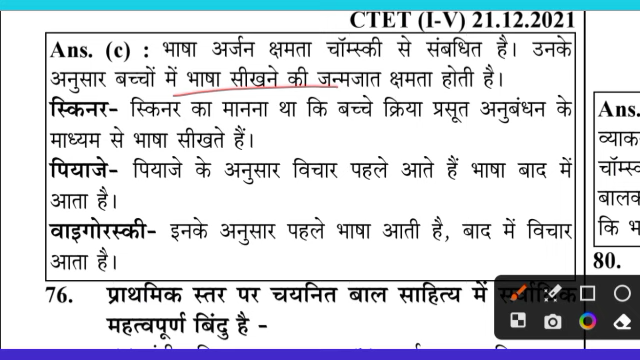 CTET (I-V) 21.12.2021
Ans. (c) : भाषा अर्जन क्षमता चॉम्स्की से संबधित है। उनके
अनुसार बच्चों में भाषा सीखने की जन्मजात क्षमता होती है।
स्किनर- स्किनर का मानना था कि बच्चे क्रिया प्रसूत अनुबंधन के
माध्यम से भाषा सीखते हैं।
पियाजे- पियाजे के अनुसार विचार पहले आते हैं भाषा बाद में
आता है।
वाइगोरस्की- इनके अनुसार पहले भाषा आती है, बाद में विचार
आता है।
76. प्राथमिक स्तर पर चयनित बाल साहित्य में सर्वाधिक
महत्वपूर्ण बिंदु है -
Ans.
व्याक
चॉम्स्
बालक
कि भ
80.